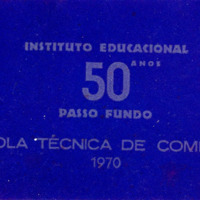 INSTITUTO EDUCACIONAL
50 ANOS
PASSO FUNDO
OLA TÉCNICA DE COM
1970